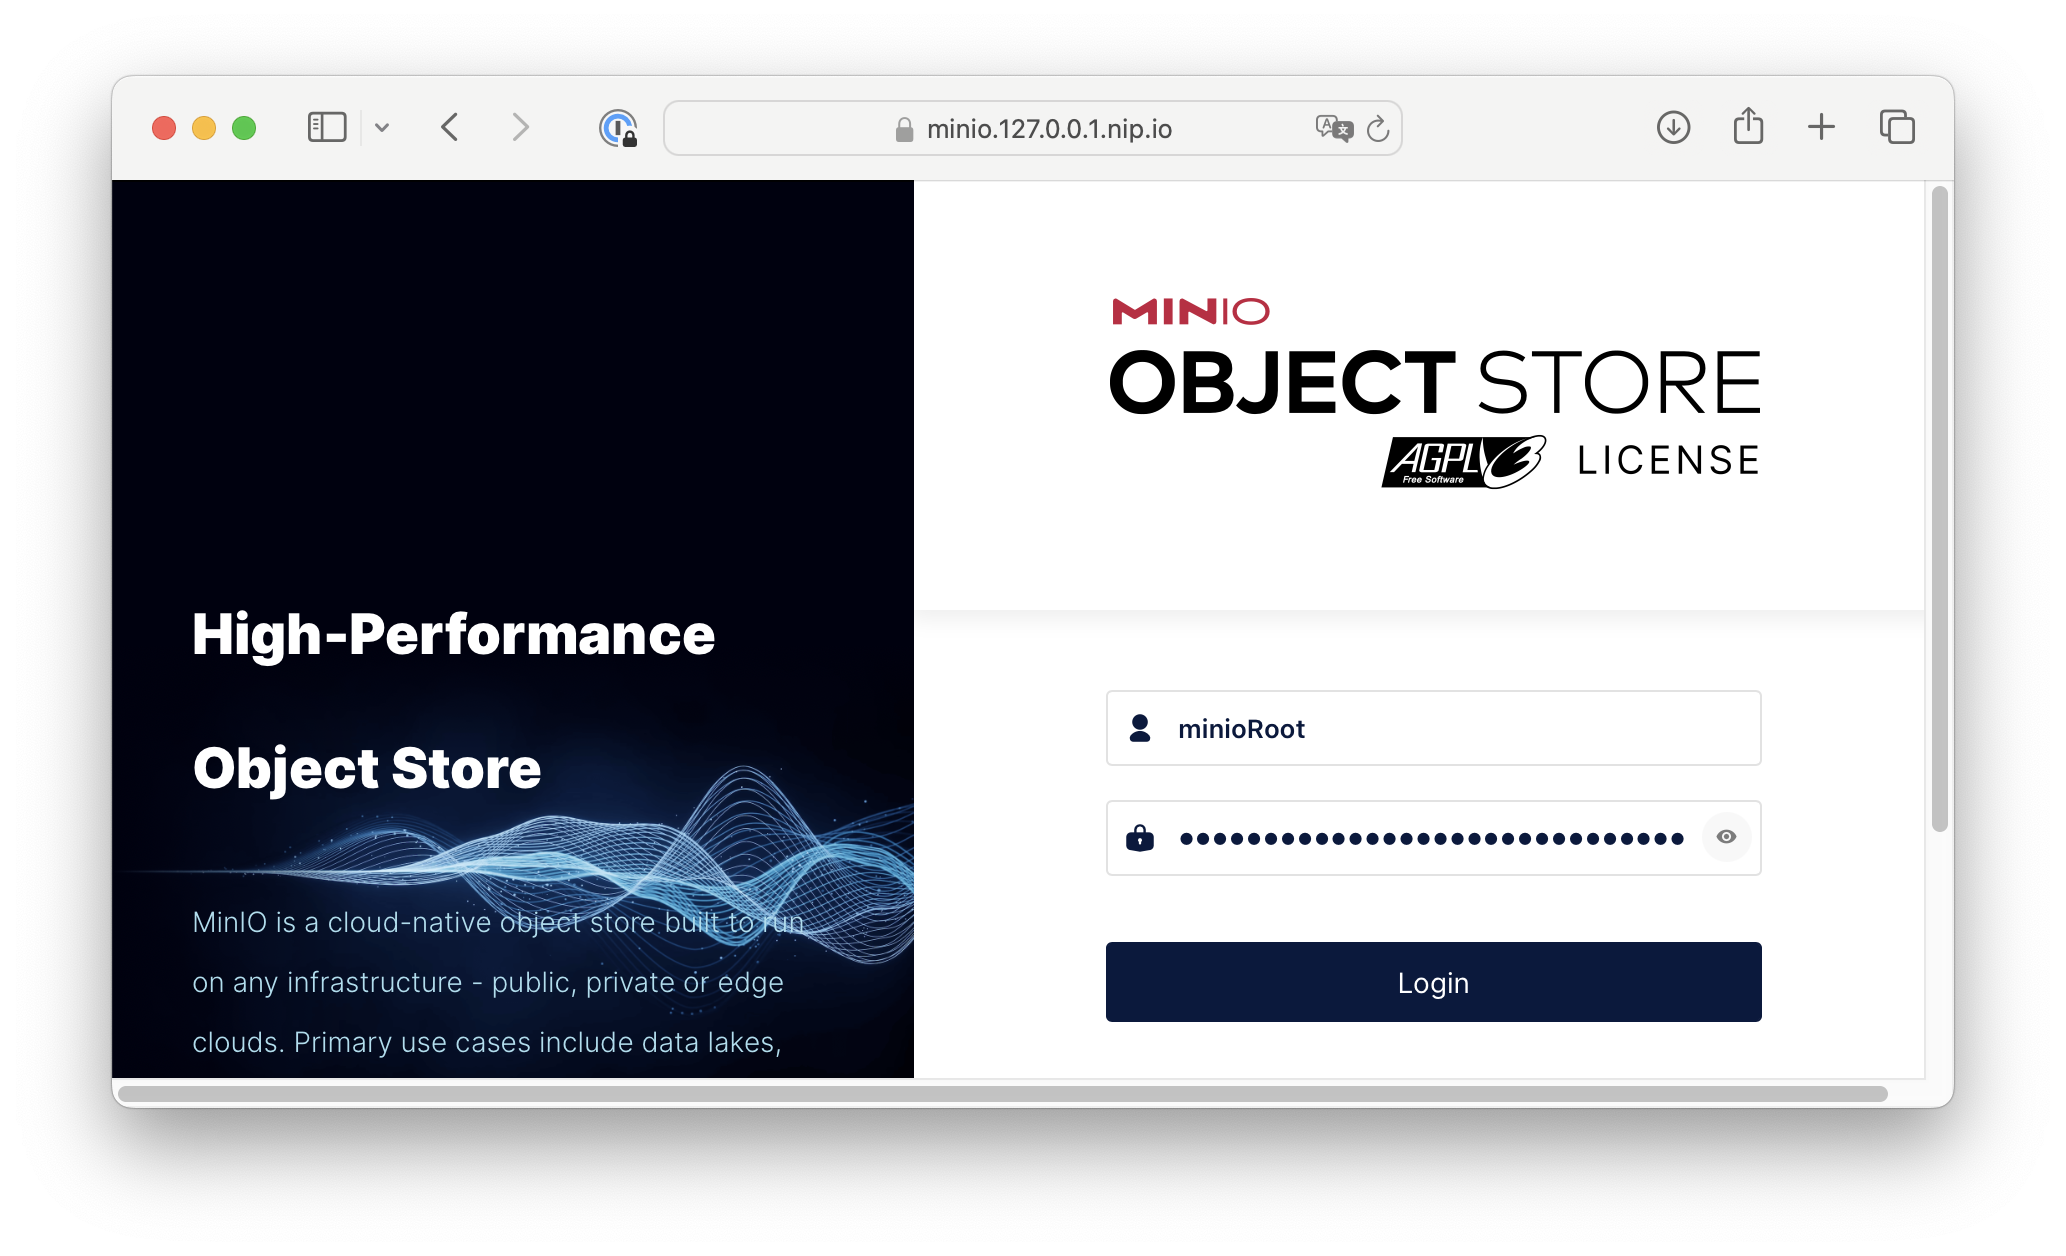 minio.127.0.0.1.nip.io
High-Performance
Object Store
MinIO is a cloud-native object store built to run
on any infrastructure - public, private or edge
clouds. Primary use cases include data lakes,
MINIO
OBJECT STORE
AGPL3 LICENSE
Free Software
minioRoot
Login